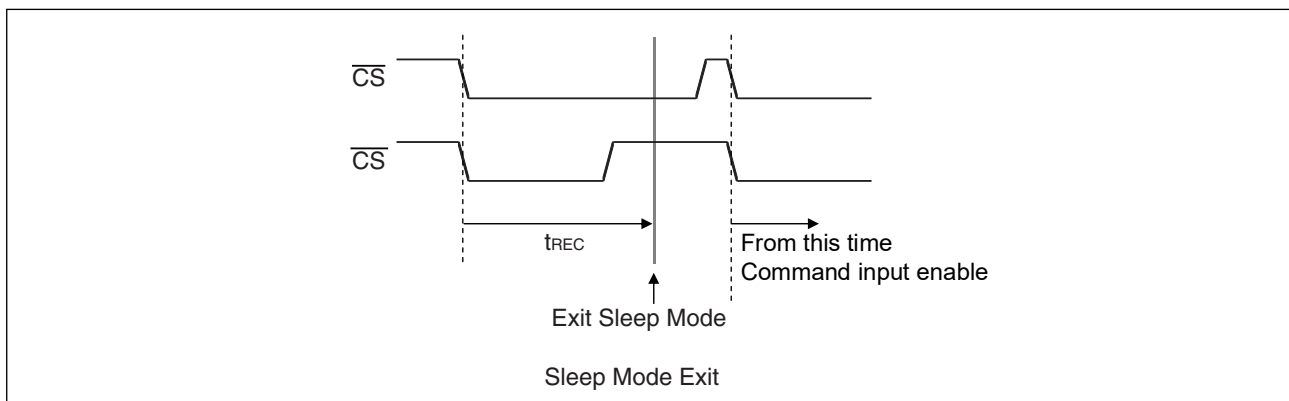 CS
CS
tREC
From this time
Command input enable
Exit Sleep Mode
Sleep Mode Exit